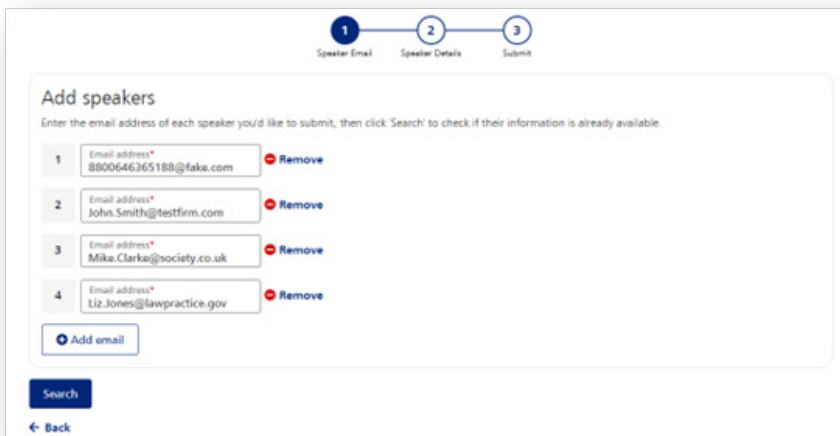 1 2 3
Speaker Email Speaker Details Submit
Add speakers
Enter the email address of each speaker you'd like to submit, then click 'Search' to check if their information is already available.
1 Email address* Remove
8800646365188@fake.com
2 Email address* Remove
John.Smith@testfirm.com
3 Email address* Remove
Mike.Clarke@society.co.uk
4 Email address* Remove
Liz.Jones@lawpractice.gov
Add email
Search
← Back